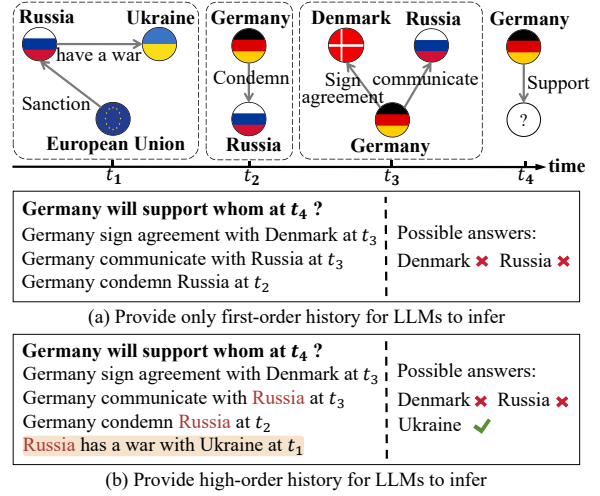 Russia Ukraine Germany Denmark Russia Germany
have a war
Condemn
Sign agreement
communicate
Support
Sanction
?
European Union Russia Germany
time
t₁ t₂ t₃ t₄
Germany will support whom at t₄ ?
Germany sign agreement with Denmark at t₃
Germany communicate with Russia at t₃
Germany condemn Russia at t₂
Possible answers:
Denmark ✖ Russia ✖
(a) Provide only first-order history for LLMs to infer
Germany will support whom at t₄ ?
Germany sign agreement with Denmark at t₃
Germany communicate with Russia at t₃
Germany condemn Russia at t₂
Russia has a war with Ukraine at t₁
Possible answers:
Denmark ✖ Russia ✖
Ukraine ✔
(b) Provide high-order history for LLMs to infer